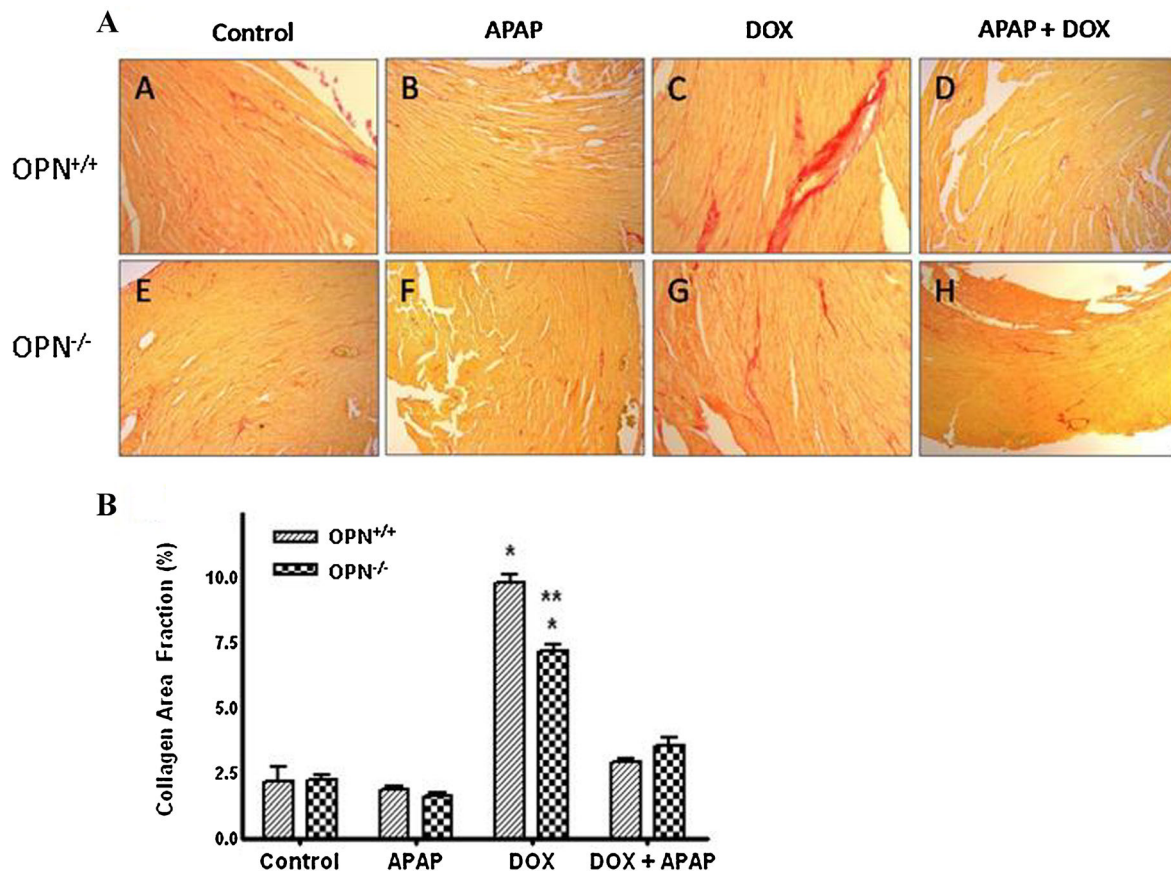 A
Control APAP DOX APAP + DOX
OPN+/+
A B C D
OPN-/-
E F G H
B
OPN+/+
OPN-/-
Collagen Area Fraction (%)
10.0
7.5
5.0
2.5
0.0
*
**
*
Control APAP DOX DOX + APAP